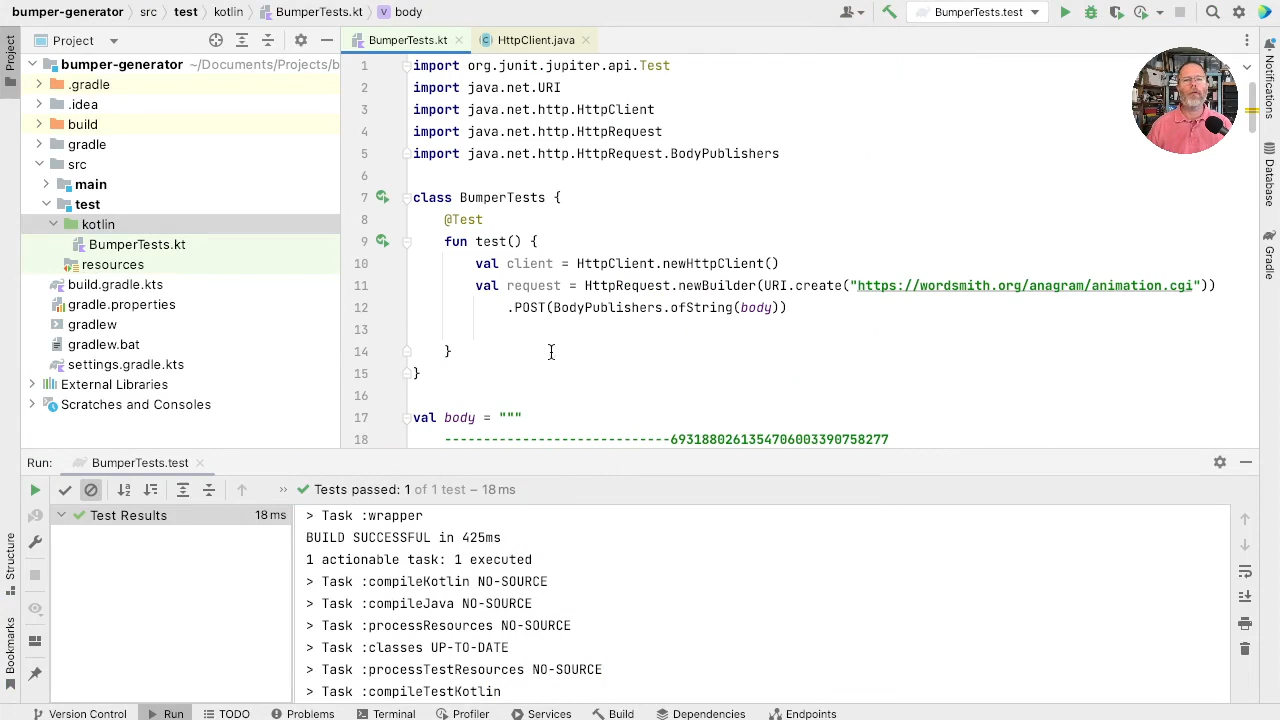 bumper-generator
src
test
kotlin
BumperTests.kt
body
BumperTests.test
Project
BumperTests.kt
HttpClient.java
Project
bumper-generator ~/Documents/Projects/b
.gradle
.idea
build
gradle
src
main
test
kotlin
BumperTests.kt
resources
build.gradle.kts
gradle.properties
gradlew
gradlew.bat
settings.gradle.kts
External Libraries
Scratches and Consoles
1 import org.junit.jupiter.api.Test
2 import java.net.URI
3 import java.net.http.HttpClient
4 import java.net.http.HttpRequest
5 import java.net.http.HttpRequest.BodyPublishers
6
7 class BumperTests {
8 @Test
9 fun test() {
10 val client = HttpClient.newHttpClient()
11 val request = HttpRequest.newBuilder(URI.create("https://wordsmith.org/anagram/animation.cgi"))
12 .POST(BodyPublishers.ofString(body))
13
14 }
15 }
16
17 val body = """
18 -----------------------------6931880261354706003390758277
Notifications
Database
Gradle
Run:
BumperTests.test
Tests passed: 1 of 1 test – 18 ms
Test Results 18 ms
> Task :wrapper
BUILD SUCCESSFUL in 425ms
1 actionable task: 1 executed
> Task :compileKotlin NO-SOURCE
> Task :compileJava NO-SOURCE
> Task :processResources NO-SOURCE
> Task :classes UP-TO-DATE
> Task :processTestResources NO-SOURCE
> Task :compileTestKotlin
Structure
Bookmarks
Version Control
Run
TODO
Problems
Terminal
Profiler
Services
Build
Dependencies
Endpoints